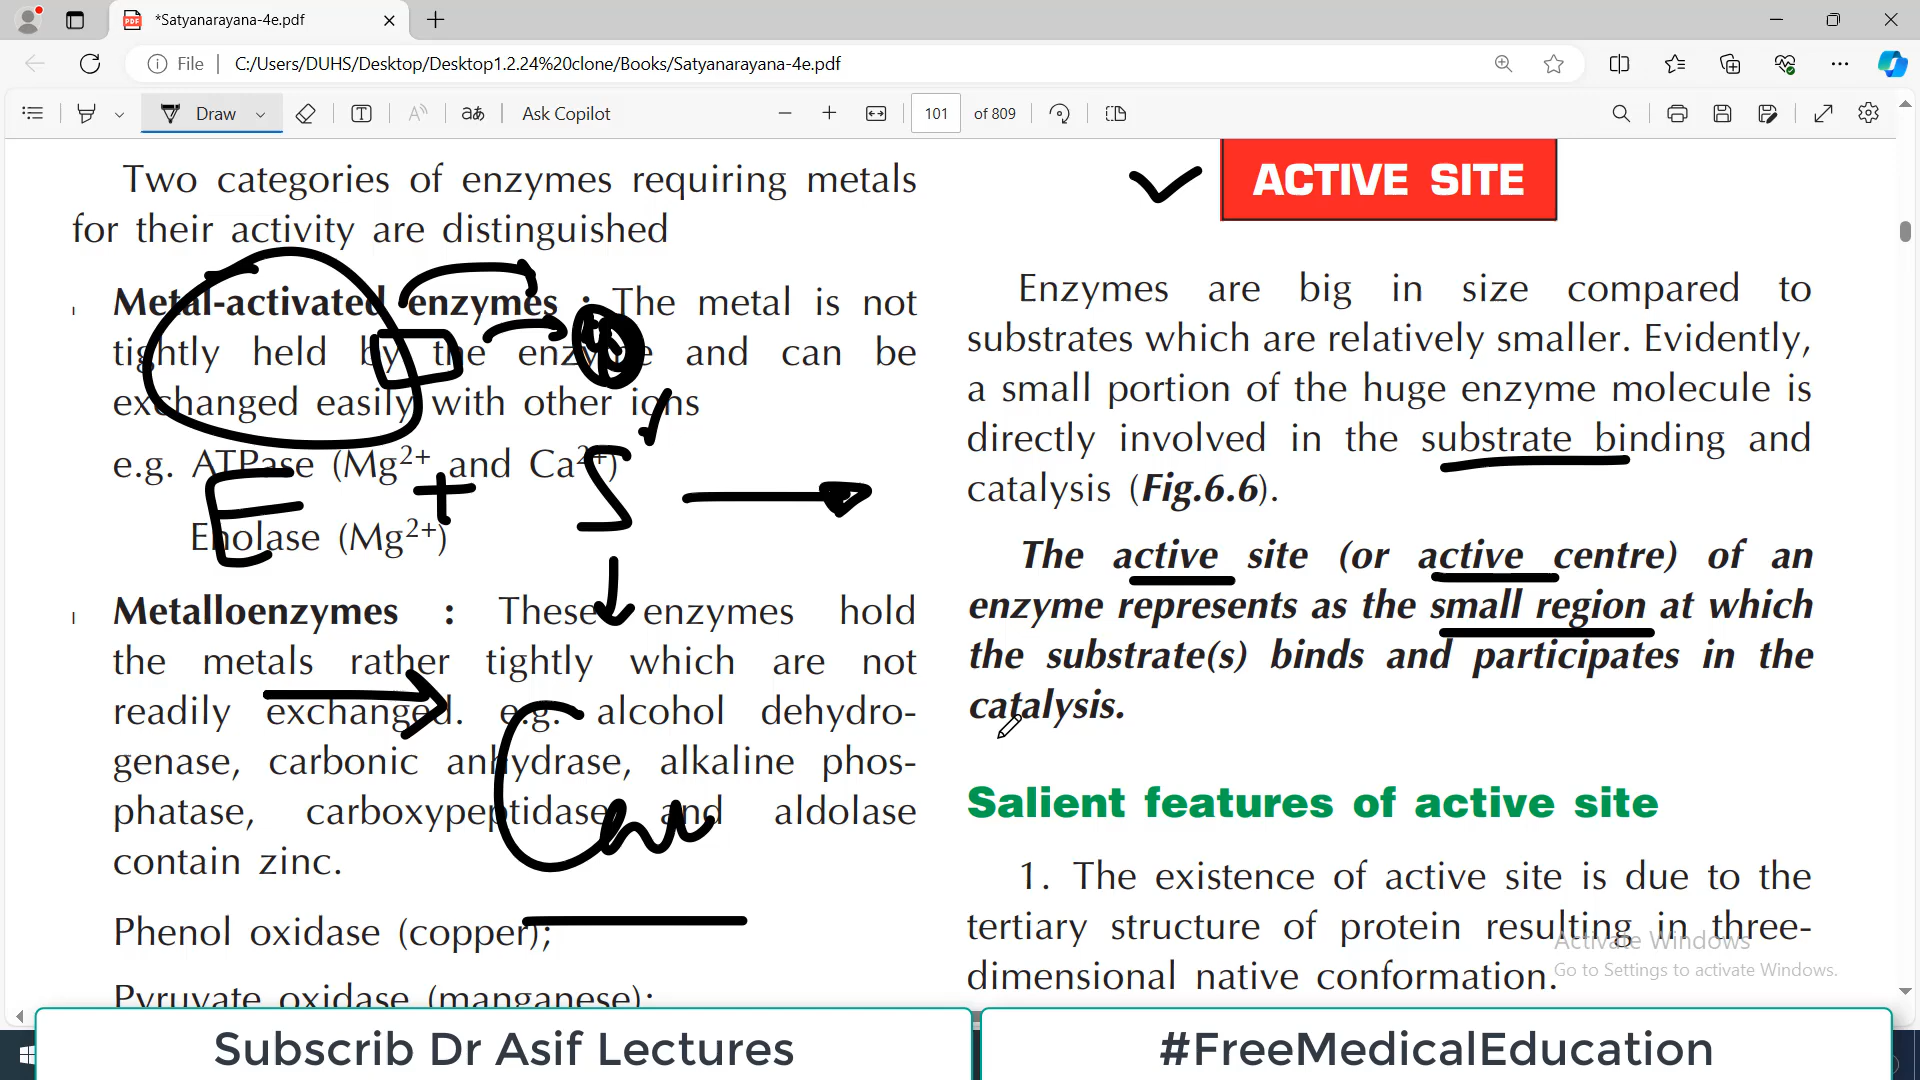 *Satyanarayana-4e.pdf
File | C:/Users/DUHS/Desktop/Desktop1.2.24%20clone/Books/Satyanarayana-4e.pdf
Draw
aあ
Ask Copilot
101 of 809
Two categories of enzymes requiring metals
for their activity are distinguished
Metal-activated enzymes : The metal is not
tightly held by the enzyme and can be
exchanged easily with other ions
e.g. ATPase (Mg2+ and Ca2+)
E + S
Enolase (Mg2+)
Metalloenzymes : These enzymes hold
the metals rather tightly which are not
readily exchanged. e.g. alcohol dehydro-
genase, carbonic anhydrase, alkaline phos-
phatase, carboxypeptidase and aldolase
contain zinc.
Phenol oxidase (copper);
Pyruvate oxidase (manganese);
ACTIVE SITE
Enzymes are big in size compared to
substrates which are relatively smaller. Evidently,
a small portion of the huge enzyme molecule is
directly involved in the substrate binding and
catalysis (Fig.6.6).
The active site (or active centre) of an
enzyme represents as the small region at which
the substrate(s) binds and participates in the
catalysis.
Salient features of active site
1. The existence of active site is due to the
tertiary structure of protein resulting in three-
dimensional native conformation.
Activate Windows
Go to Settings to activate Windows.
Subscrib Dr Asif Lectures
#FreeMedicalEducation